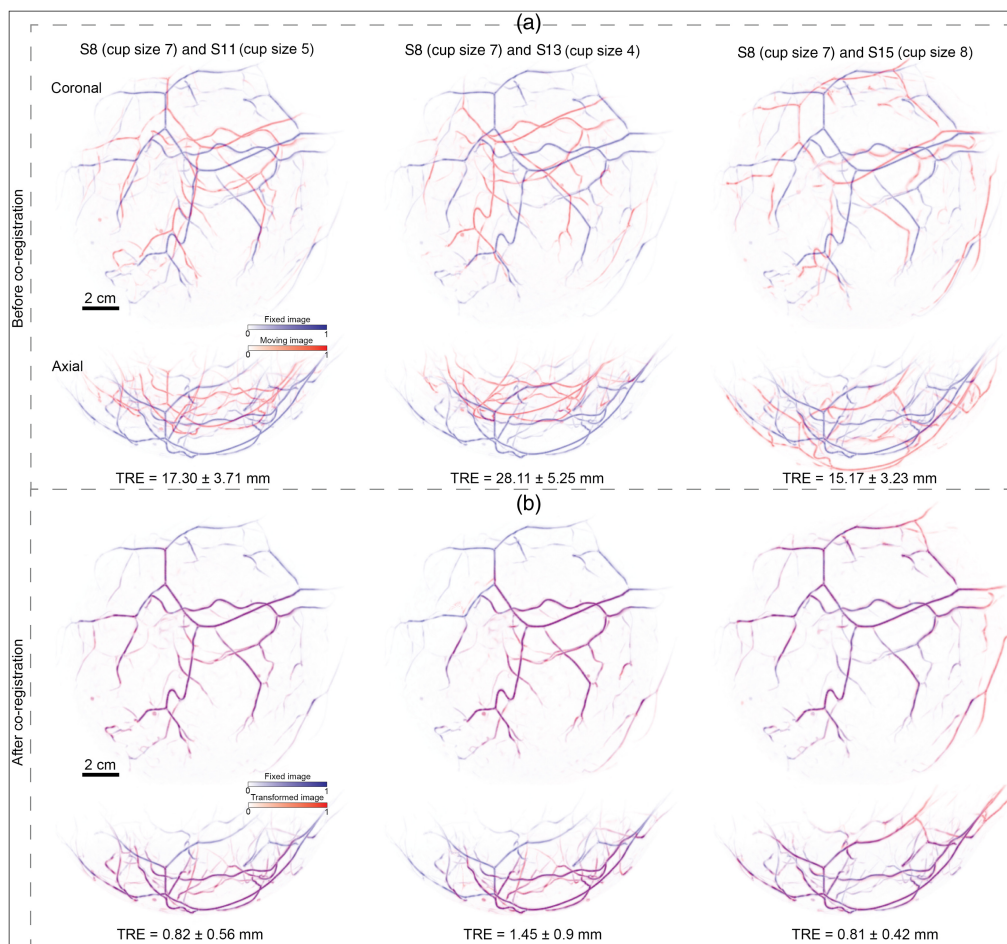 (a)
S8 (cup size 7) and S11 (cup size 5)
S8 (cup size 7) and S13 (cup size 4)
S8 (cup size 7) and S15 (cup size 8)
Coronal
Before co-registration
2 cm
Fixed image
0 1
Moving image
0 1
Axial
TRE = 17.30 ± 3.71 mm
TRE = 28.11 ± 5.25 mm
TRE = 15.17 ± 3.23 mm
(b)
After co-registration
2 cm
Fixed image
0 1
Transformed image
0 1
TRE = 0.82 ± 0.56 mm
TRE = 1.45 ± 0.9 mm
TRE = 0.81 ± 0.42 mm